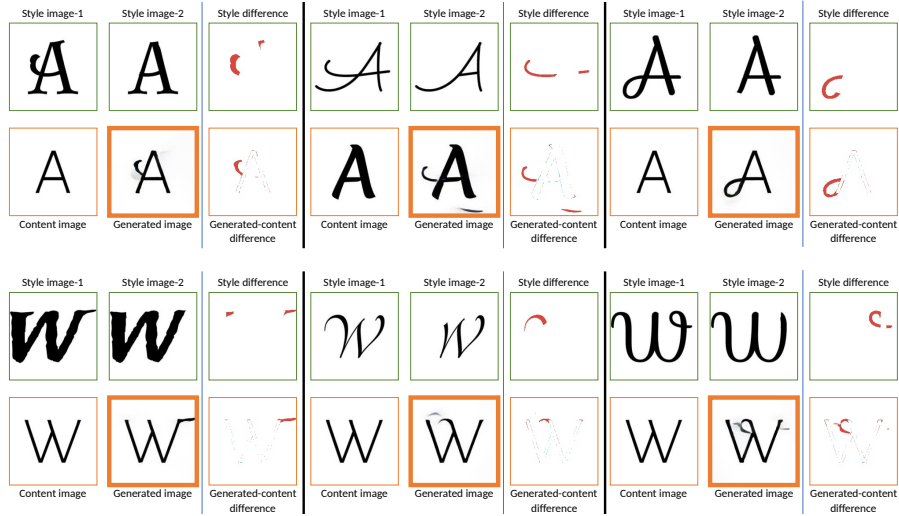 Style image-1 Style image-2 Style difference Style image-1 Style image-2 Style difference Style image-1 Style image-2 Style difference
A A A A A A
A A A A A A
Content image Generated image Generated-content difference Content image Generated image Generated-content difference Content image Generated image Generated-content difference
Style image-1 Style image-2 Style difference Style image-1 Style image-2 Style difference Style image-1 Style image-2 Style difference
W W W W W W
W W W W W W
Content image Generated image Generated-content difference Content image Generated image Generated-content difference Content image Generated image Generated-content difference